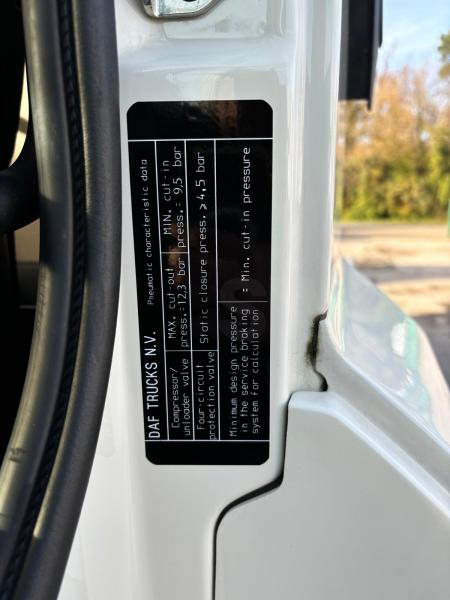 DAF TRUCKS N.V. Pneumatic characteristic data
Compressor/ MAX. cut-out MIN. cut-in
unloader valve press.:12,3 bar press.: 9,5 bar
Four-circuit Static closure press. ≥ 4,5 bar
protection valve
Minimum design pressure
in the service braking = Min. cut-in pressure
system for calculation